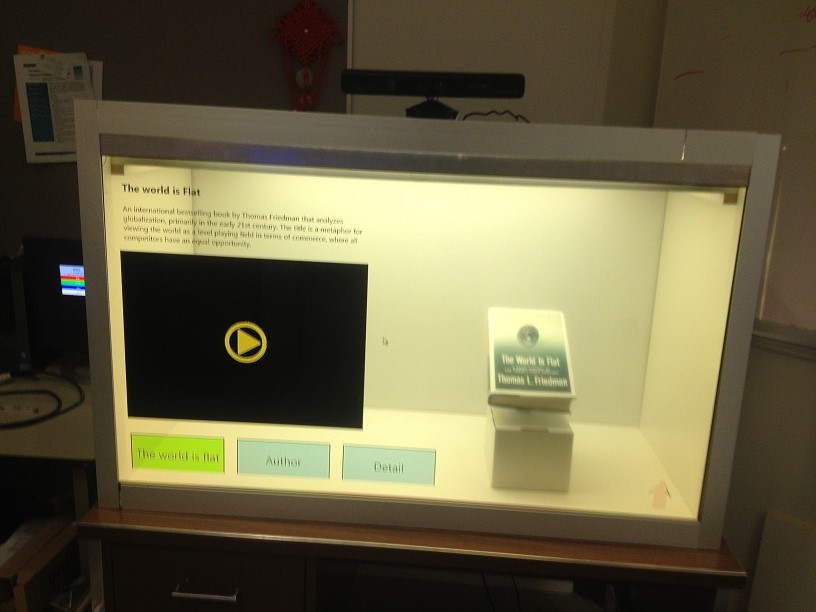 The world is Flat
An international bestselling book by Thomas Friedman that analyzes
globalization, primarily in the early 21st century. The title is a metaphor for
viewing the world as a level playing field in terms of commerce, where all
competitors have an equal opportunity.
The world is flat
Author
Detail
The World Is Flat
Thomas L. Friedman